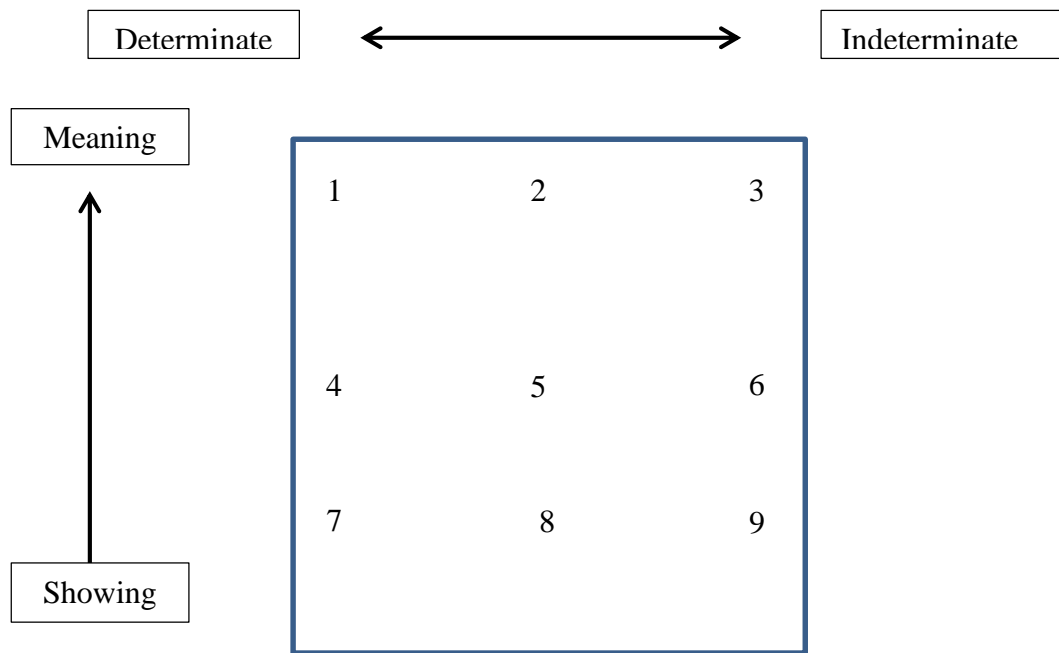 Determinate Indeterminate
Meaning
1 2 3
4 5 6
7 8 9
Showing